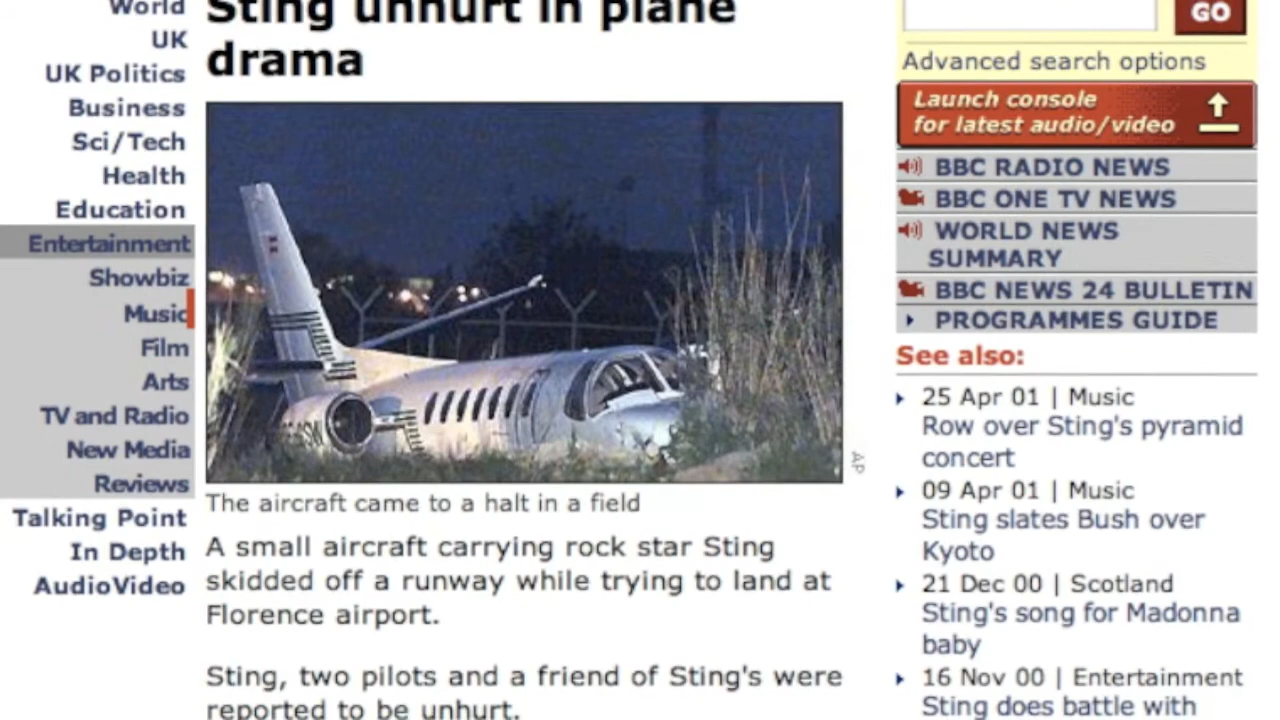 World
UK
UK Politics
Business
Sci/Tech
Health
Education
Entertainment
Showbiz
Music
Film
Arts
TV and Radio
New Media
Reviews
Talking Point
In Depth
AudioVideo
Sting unhurt in plane
drama
AP
The aircraft came to a halt in a field
A small aircraft carrying rock star Sting
skidded off a runway while trying to land at
Florence airport.
Sting, two pilots and a friend of Sting's were
reported to be unhurt.
GO
Advanced search options
Launch console
for latest audio/video
BBC RADIO NEWS
BBC ONE TV NEWS
WORLD NEWS
SUMMARY
BBC NEWS 24 BULLETIN
PROGRAMMES GUIDE
See also:
25 Apr 01 | Music
Row over Sting's pyramid
concert
09 Apr 01 | Music
Sting slates Bush over
Kyoto
21 Dec 00 | Scotland
Sting's song for Madonna
baby
16 Nov 00 | Entertainment
Sting does battle with